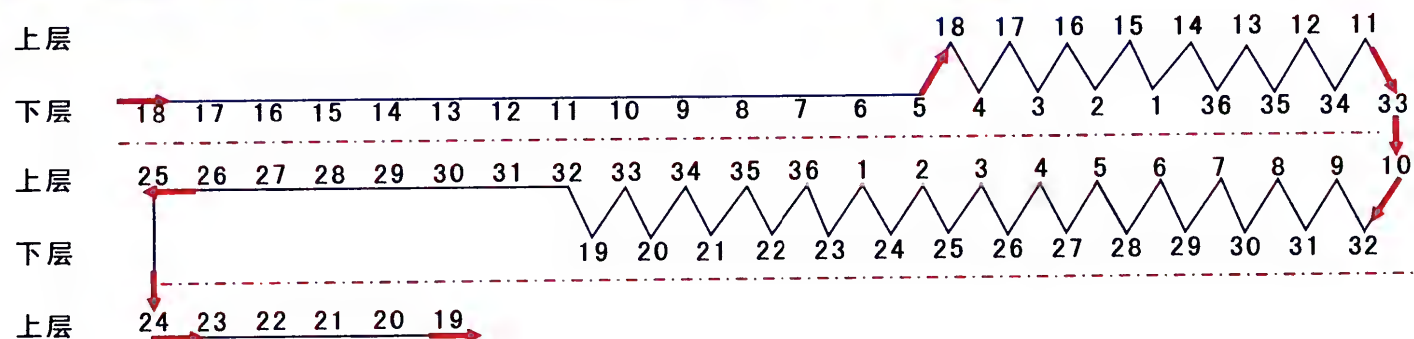 上层 18 17 16 15 14 13 12 11
下层 18 17 16 15 14 13 12 11 10 9 8 7 6 5 4 3 2 1 36 35 34 33
上层 25 26 27 28 29 30 31 32 33 34 35 36 1 2 3 4 5 6 7 8 9 10
下层 19 20 21 22 23 24 25 26 27 28 29 30 31 32
上层 24 23 22 21 20 19